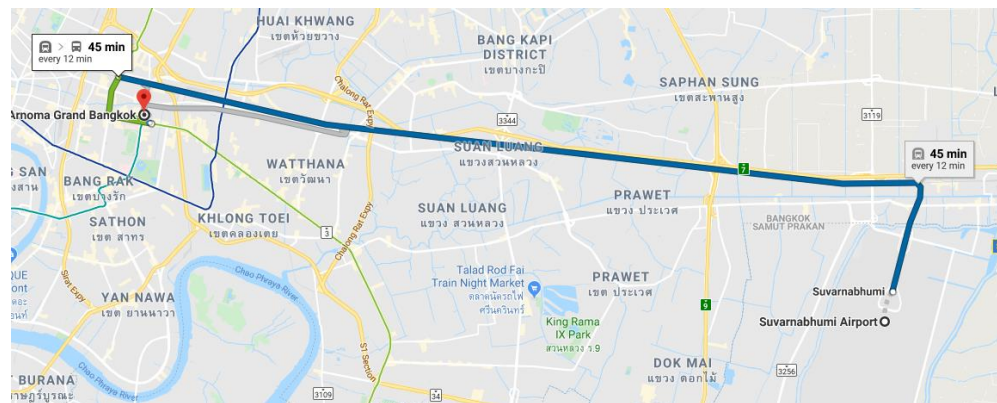 HUAI KHWANG
เขตห้วยขวาง
45 min
every 12 min
BANG KAPI
DISTRICT
เขตบางกะปิ
SAPHAN SUNG
เขตสะพานสูง
Chalong Rat Expy
3344
3119
Arnoma Grand Bangkok
SUAN LUANG
แขวงสวนหลวง
7
45 min
every 12 min
WATTHANA
เขตวัฒนา
SAN
BANG RAK
เขตบางรัก
PRAWET
แขวง ประเวศ
SUAN LUANG
แขวง สวนหลวง
KHLONG TOEI
เขตคลองเตย
SATHON
เขต สาทร
3
Chalong Rat Expy
BANGKOK
SAMUT PRAKAN
Chao Phraya River
Talad Rod Fai
Train Night Market
ตลาดนัดรถไฟ
ศรีนครินทร์
PRAWET
เขต ประเวศ
Suvarnabhumi
Sirat Expy
YAN NAWA
เขต ยานนาวา
9
King Rama
IX Park
สวนหลวง ร.9
Suvarnabhumi Airport
S1 Section
DOK MAI
แขวง ดอกไม้
3256
BURANA
Chao Phraya River
3109
34